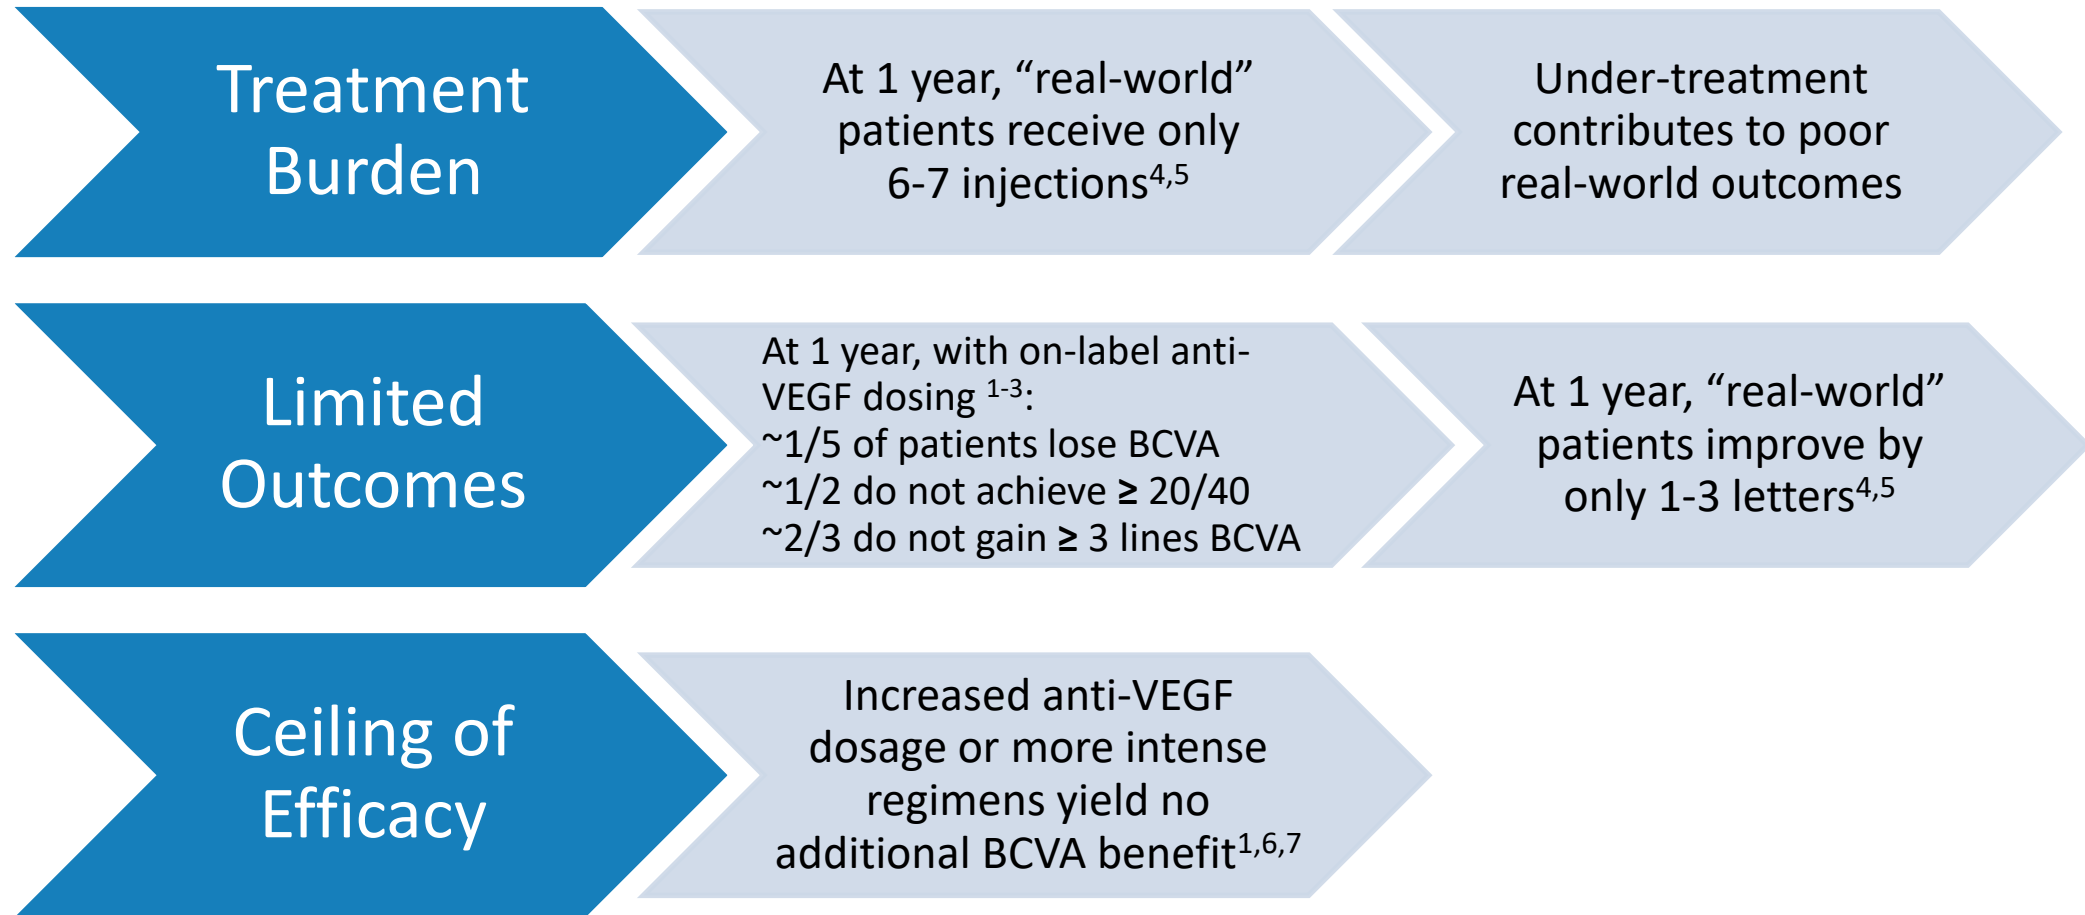 Treatment
Burden
At 1 year, “real-world”
patients receive only
6-7 injections4,5
Under-treatment
contributes to poor
real-world outcomes
Limited
Outcomes
At 1 year, with on-label anti-
VEGF dosing 1-3:
~1/5 of patients lose BCVA
~1/2 do not achieve ≥ 20/40
~2/3 do not gain ≥ 3 lines BCVA
At 1 year, “real-world”
patients improve by
only 1-3 letters4,5
Ceiling of
Efficacy
Increased anti-VEGF
dosage or more intense
regimens yield no
additional BCVA benefit1,6,7